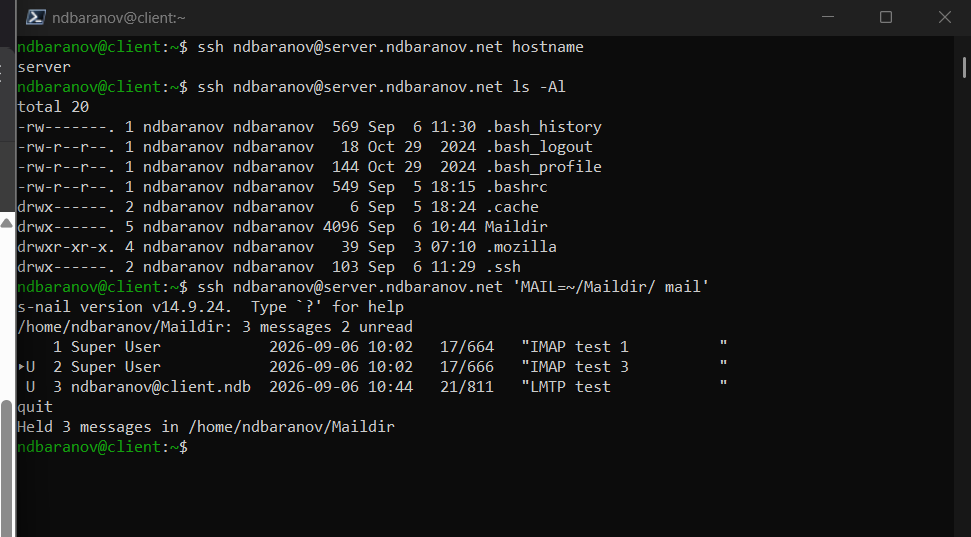 ndbaranov@client:~
ndbaranov@client:~$ ssh ndbaranov@server.ndbaranov.net hostname
server
ndbaranov@client:~$ ssh ndbaranov@server.ndbaranov.net ls -Al
total 20
-rw-------. 1 ndbaranov ndbaranov  569 Sep  6 11:30 .bash_history
-rw-r--r--. 1 ndbaranov ndbaranov   18 Oct 29  2024 .bash_logout
-rw-r--r--. 1 ndbaranov ndbaranov  144 Oct 29  2024 .bash_profile
-rw-r--r--. 1 ndbaranov ndbaranov  549 Sep  5 18:15 .bashrc
drwx------. 2 ndbaranov ndbaranov    6 Sep  5 18:24 .cache
drwx------. 5 ndbaranov ndbaranov 4096 Sep  6 10:44 Maildir
drwxr-xr-x. 4 ndbaranov ndbaranov   39 Sep  3 07:10 .mozilla
drwx------. 2 ndbaranov ndbaranov  103 Sep  6 11:29 .ssh
ndbaranov@client:~$ ssh ndbaranov@server.ndbaranov.net 'MAIL=~/Maildir/ mail'
s-nail version v14.9.24.  Type `?' for help
/home/ndbaranov/Maildir: 3 messages 2 unread
    1 Super User            2026-09-06 10:02   17/664   "IMAP test 1          "
▸U  2 Super User            2026-09-06 10:02   17/666   "IMAP test 3          "
 U  3 ndbaranov@client.ndb  2026-09-06 10:44   21/811   "LMTP test            "
quit
Held 3 messages in /home/ndbaranov/Maildir
ndbaranov@client:~$